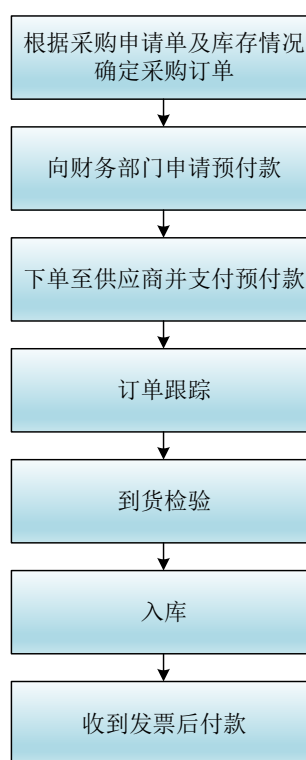 根据采购申请单及库存情况
确定采购订单
向财务部门申请预付款
下单至供应商并支付预付款
订单跟踪
到货检验
入库
收到发票后付款